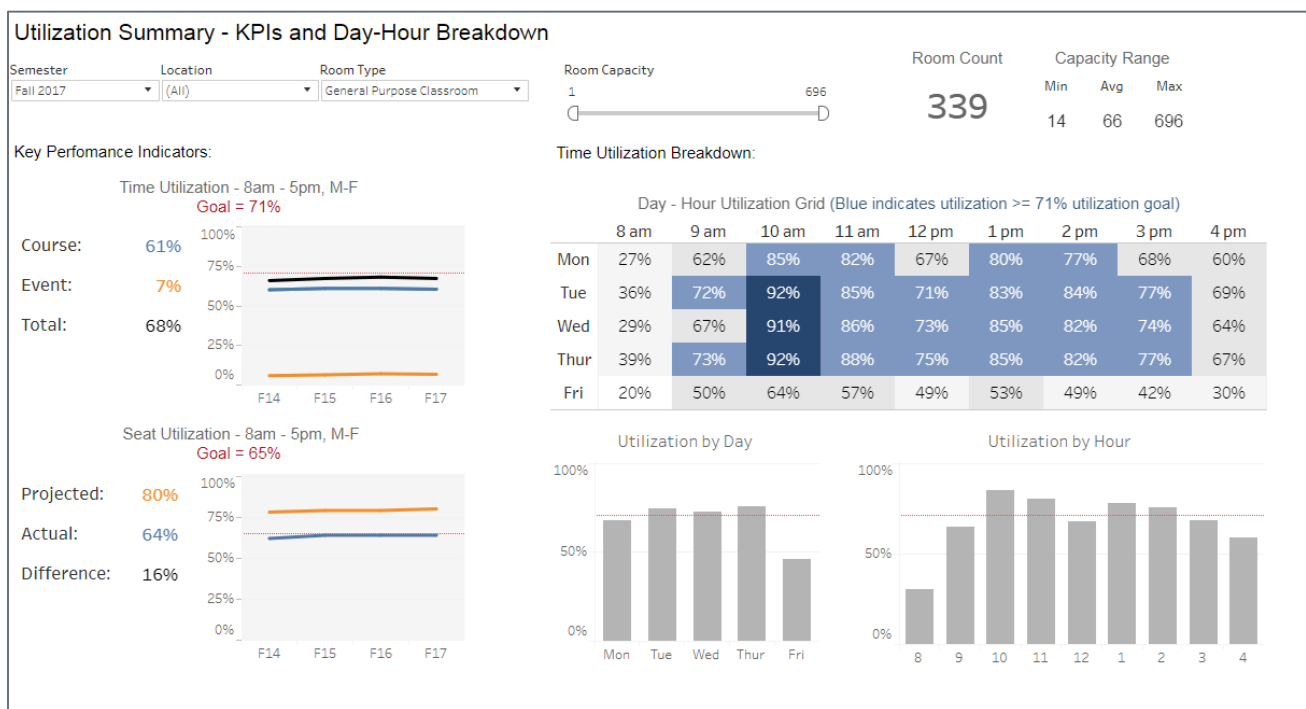 Utilization Summary - KPIs and Day-Hour Breakdown
Semester Location Room Type
Fall 2017 (All) General Purpose Classroom
Room Capacity
1 696
Room Count
339
Capacity Range
Min Avg Max
14 66 696
Key Perfomance Indicators:
Time Utilization - 8am - 5pm, M-F
Goal = 71%
Course: 61%
Event: 7%
Total: 68%
100%
75%
50%
25%
0%
F14 F15 F16 F17
Seat Utilization - 8am - 5pm, M-F
Goal = 65%
Projected: 80%
Actual: 64%
Difference: 16%
100%
75%
50%
25%
0%
F14 F15 F16 F17
Time Utilization Breakdown:
Day - Hour Utilization Grid (Blue indicates utilization >= 71% utilization goal)
8 am 9 am 10 am 11 am 12 pm 1 pm 2 pm 3 pm 4 pm
Mon 27% 62% 85% 82% 67% 80% 77% 68% 60%
Tue 36% 72% 92% 85% 71% 83% 84% 77% 69%
Wed 29% 67% 91% 86% 73% 85% 82% 74% 64%
Thur 39% 73% 92% 88% 75% 85% 82% 77% 67%
Fri 20% 50% 64% 57% 49% 53% 49% 42% 30%
Utilization by Day
100%
50%
0%
Mon Tue Wed Thur Fri
Utilization by Hour
100%
50%
0%
8 9 10 11 12 1 2 3 4